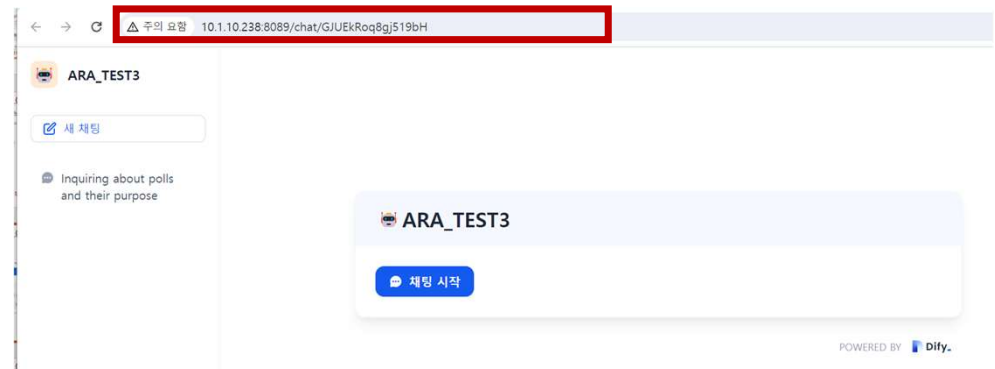 주의 요함 10.1.10.238:8089/chat/GJUEkRoq8gj519bH
ARA_TEST3
새 채팅
Inquiring about polls
and their purpose
ARA_TEST3
채팅 시작
POWERED BY Dify.